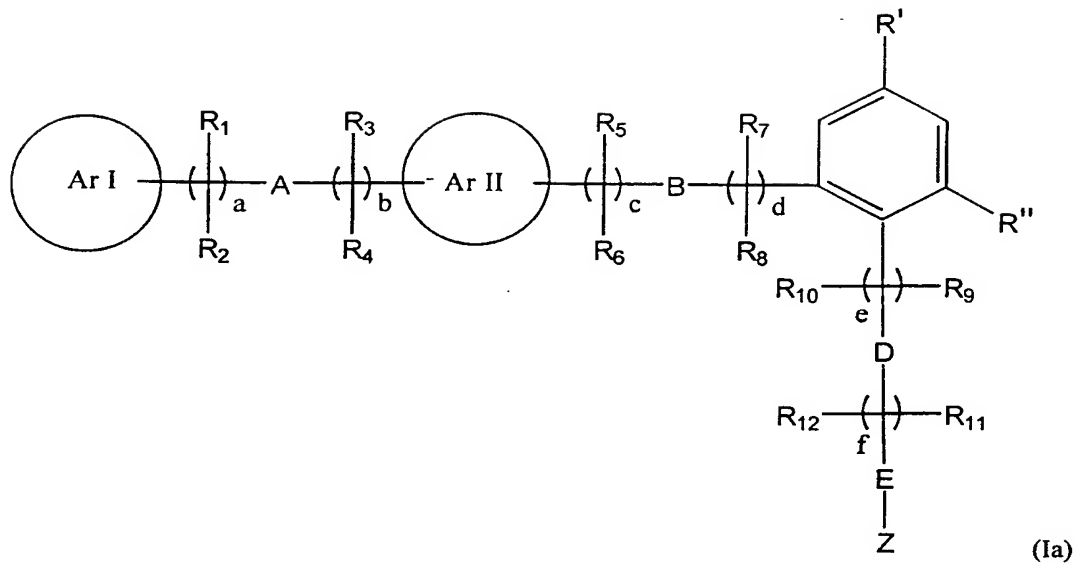 R'
R1 R3 R5 R7
Ar I ( ) a A ( ) b - Ar II ( ) c B ( ) d
R''
R2 R4 R6 R8
R10 ( ) e R9
D
R12 ( ) f R11
E
Z
(Ia)